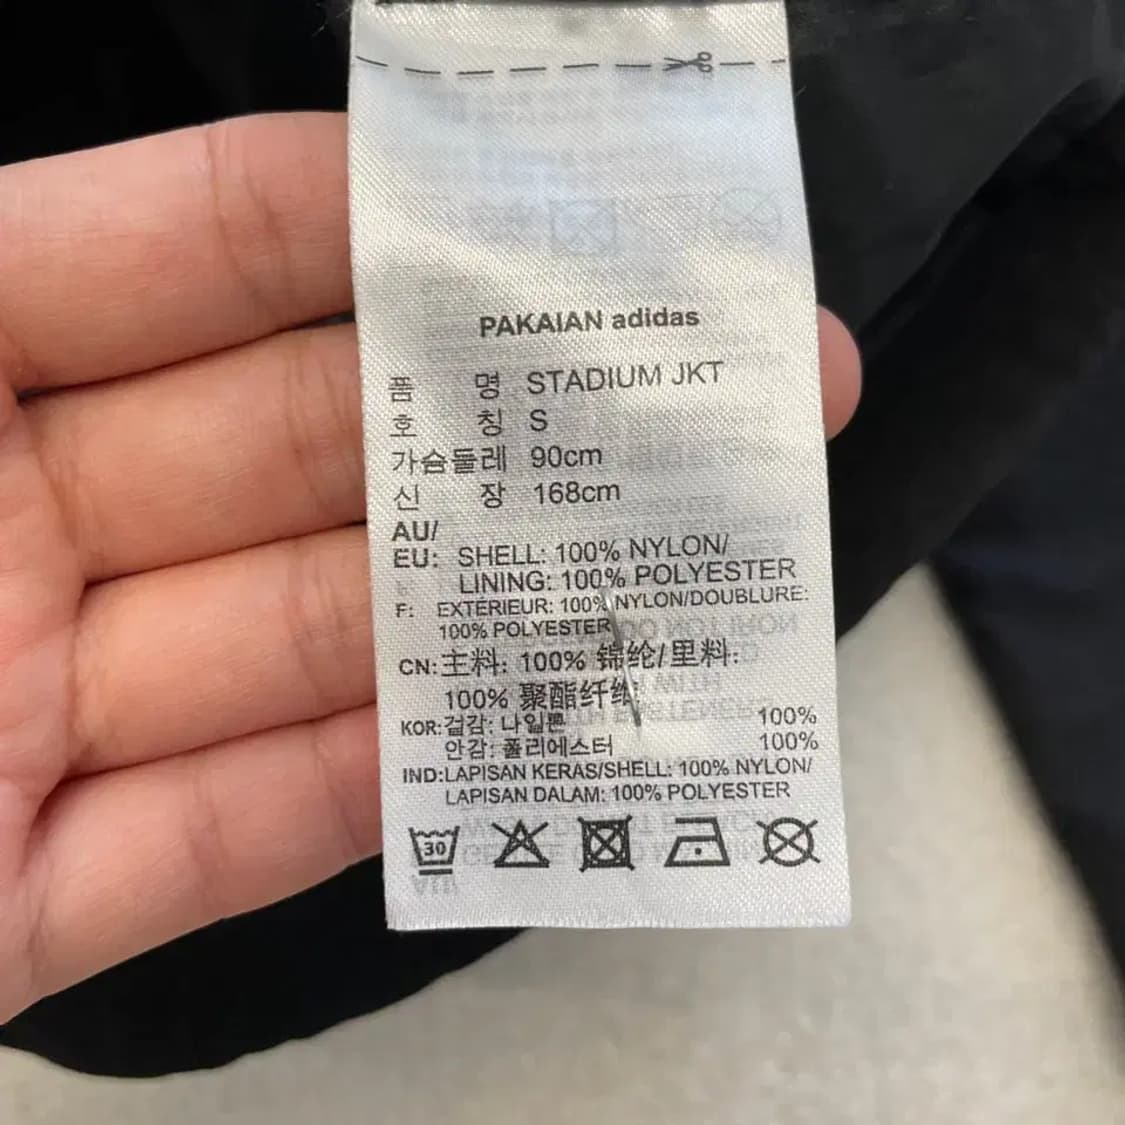 PAKAIAN adidas
품 명 STADIUM JKT
호 칭 S
가슴둘레 90cm
신 장 168cm
AU/
EU: SHELL: 100% NYLON/
LINING: 100% POLYESTER
F: EXTERIEUR: 100% NYLON/DOUBLURE:
100% POLYESTER
CN: 主料: 100% 锦纶/里料:
100% 聚酯纤维
KOR: 겉감: 나일론 100%
안감: 폴리에스터 100%
IND: LAPISAN KERAS/SHELL: 100% NYLON/
LAPISAN DALAM: 100% POLYESTER
30